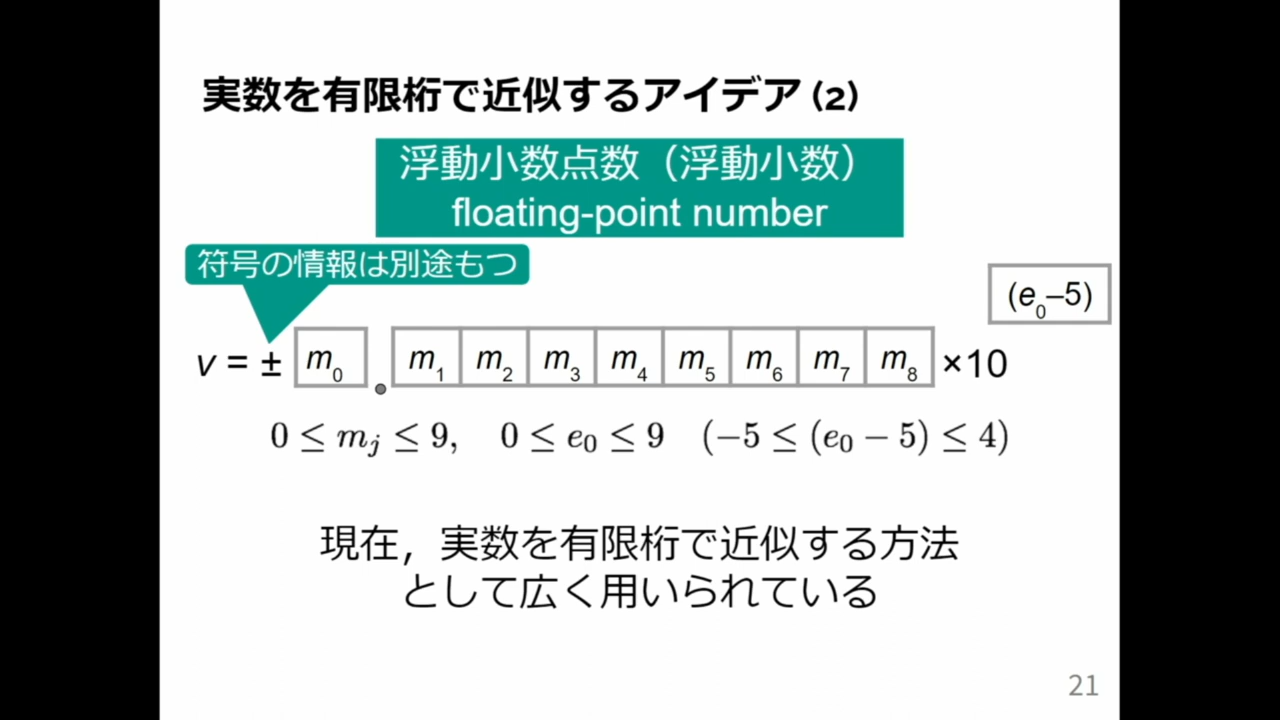 実数を有限桁で近似するアイデア (2)
浮動小数点数（浮動小数）
floating-point number
符号の情報は別途もつ
(e₀–5)
v = ± m₀ . m₁ m₂ m₃ m₄ m₅ m₆ m₇ m₈ ×10
0 ≤ mⱼ ≤ 9, 0 ≤ e₀ ≤ 9 (−5 ≤ (e₀ − 5) ≤ 4)
現在，実数を有限桁で近似する方法
として広く用いられている
21